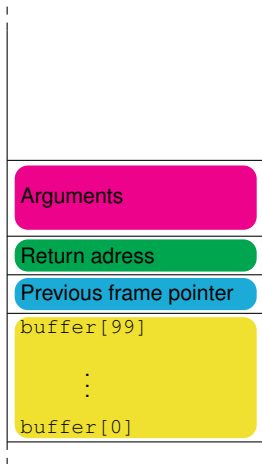 Arguments
Return adress
Previous frame pointer
buffer[99]
⋮
buffer[0]